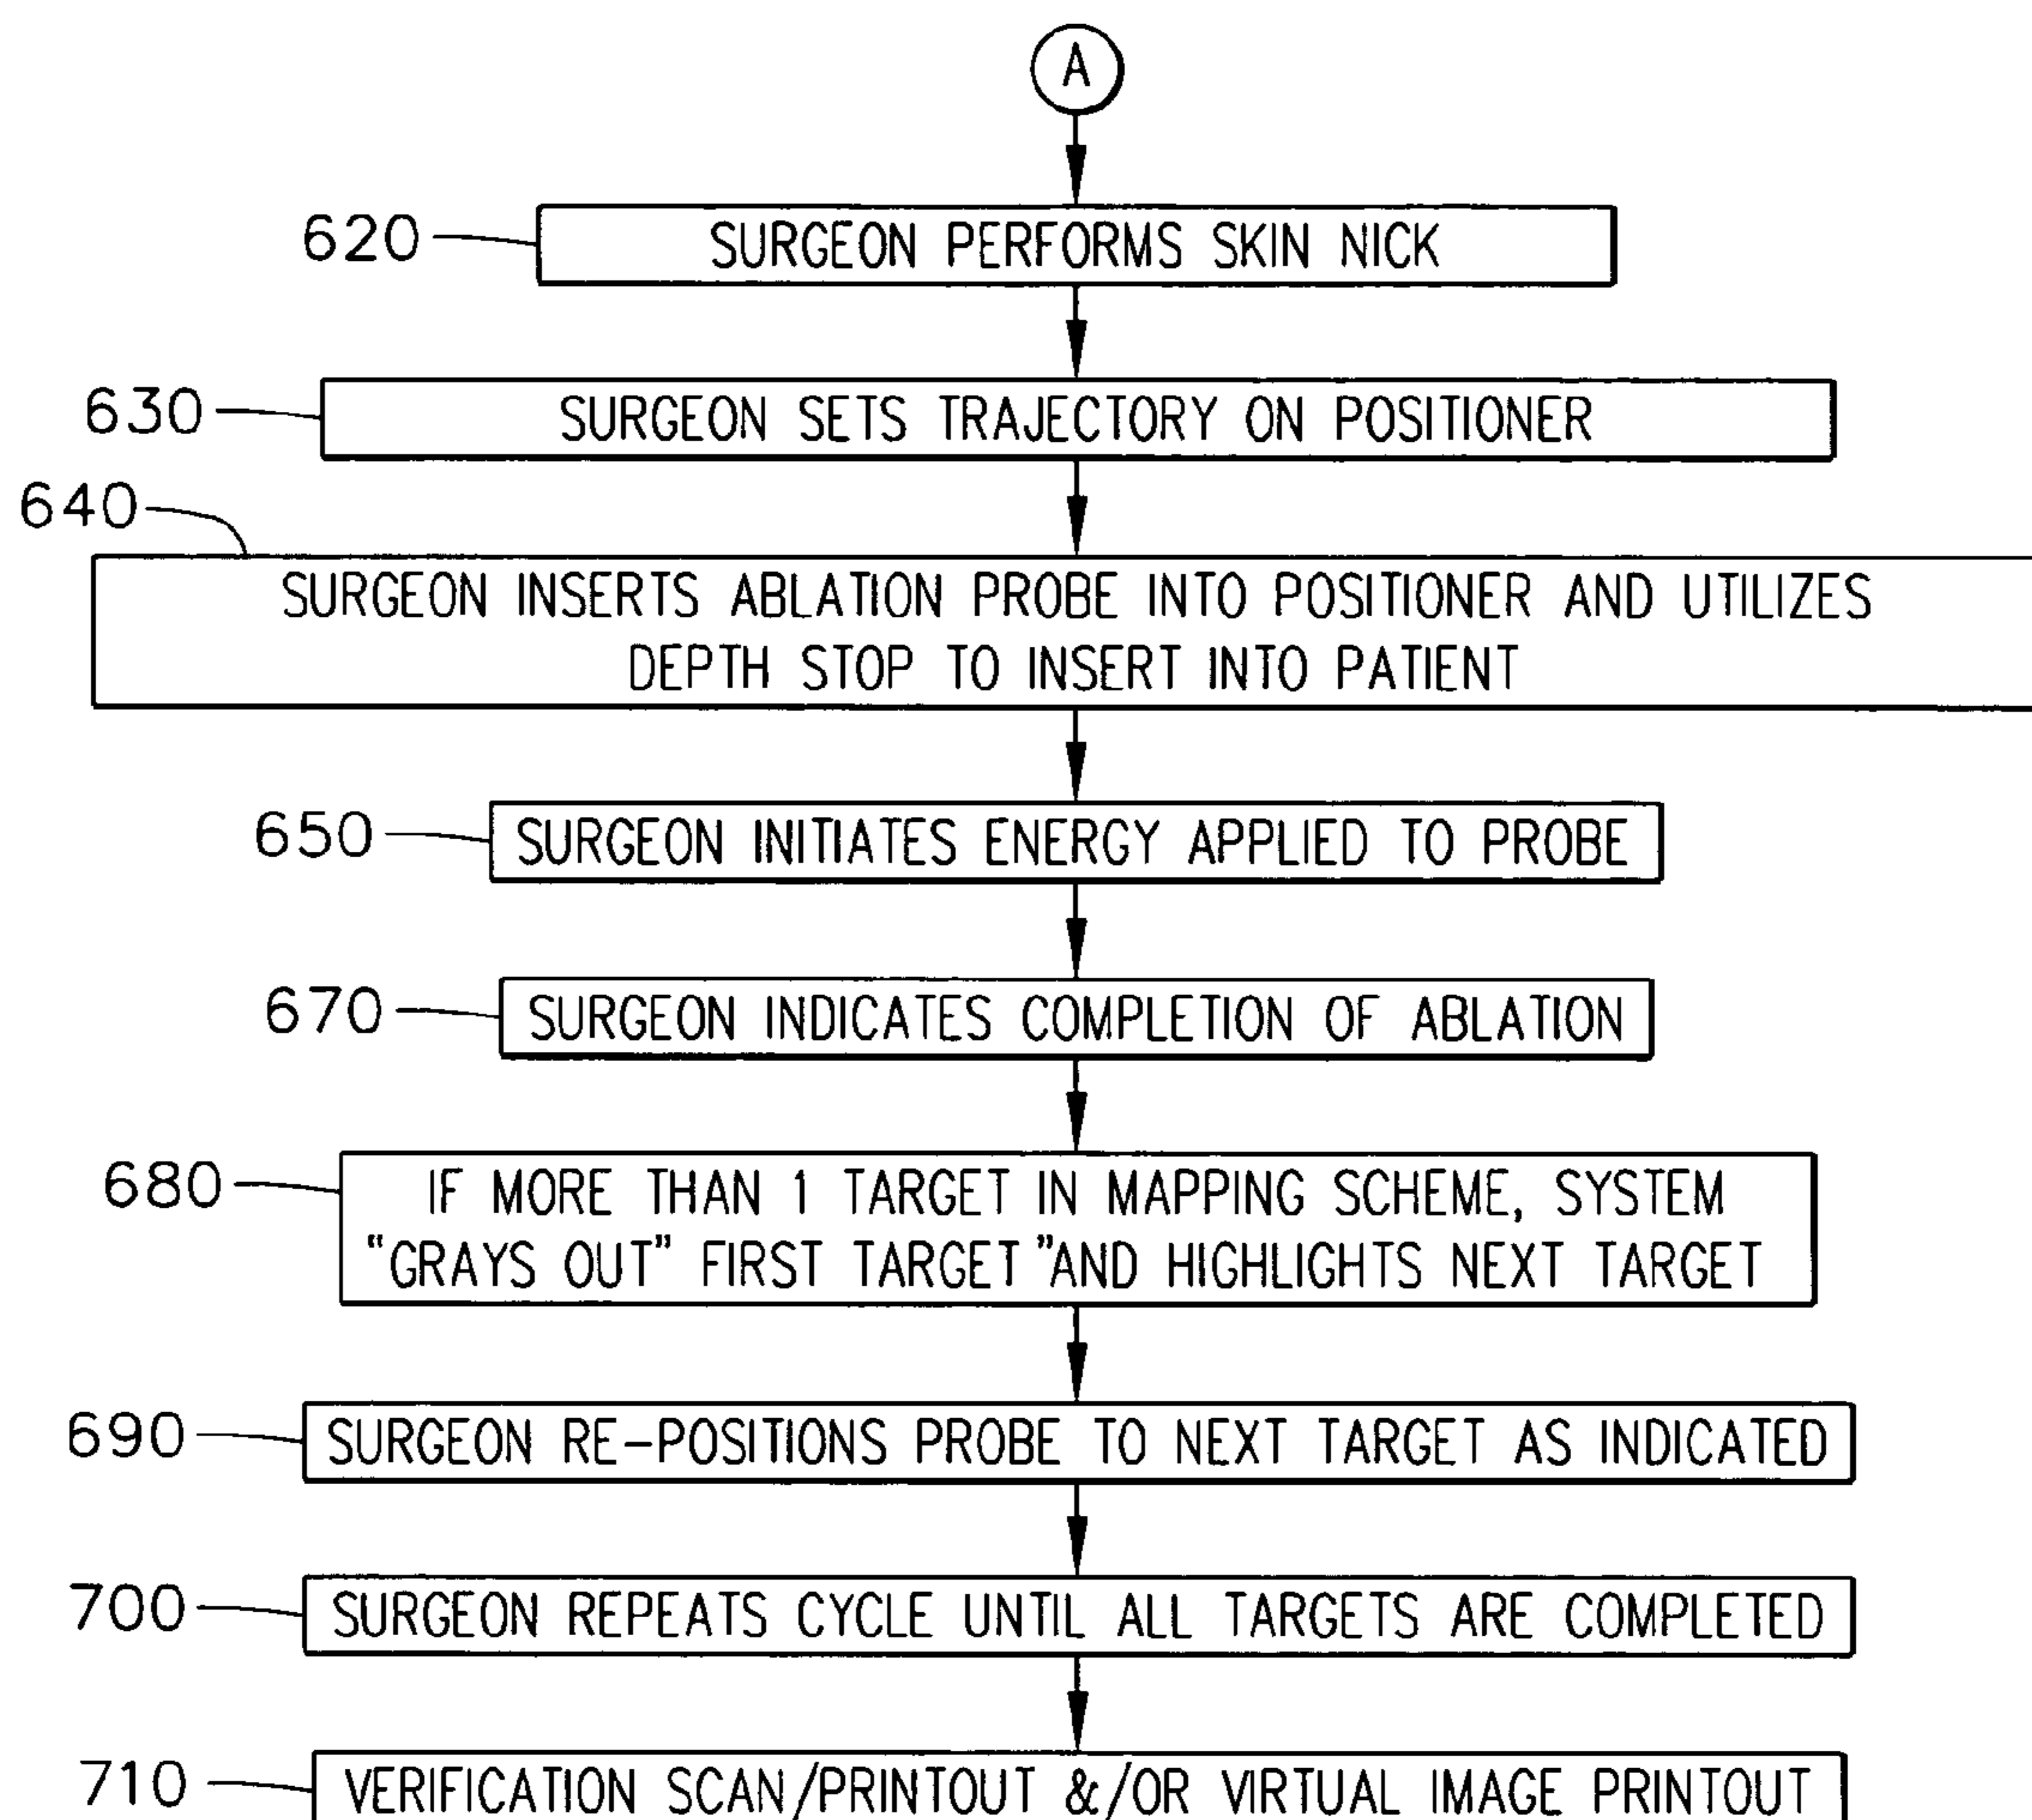 A
620
SURGEON PERFORMS SKIN NICK
630
SURGEON SETS TRAJECTORY ON POSITIONER
640
SURGEON INSERTS ABLATION PROBE INTO POSITIONER AND UTILIZES
DEPTH STOP TO INSERT INTO PATIENT
650
SURGEON INITIATES ENERGY APPLIED TO PROBE
670
SURGEON INDICATES COMPLETION OF ABLATION
680
IF MORE THAN 1 TARGET IN MAPPING SCHEME, SYSTEM
“GRAYS OUT” FIRST TARGET ”AND HIGHLIGHTS NEXT TARGET
690
SURGEON RE-POSITIONS PROBE TO NEXT TARGET AS INDICATED
700
SURGEON REPEATS CYCLE UNTIL ALL TARGETS ARE COMPLETED
710
VERIFICATION SCAN/PRINTOUT &/OR VIRTUAL IMAGE PRINTOUT